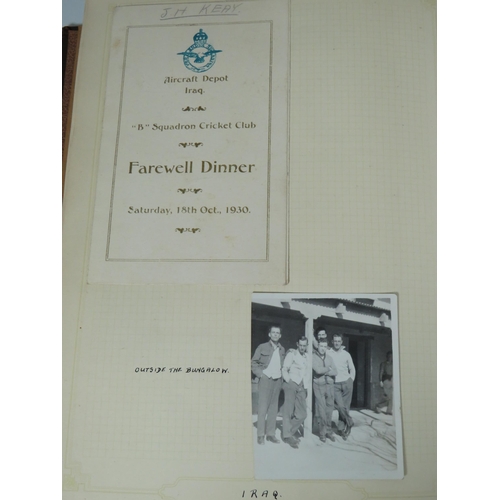 J.H. KEAY.
Aircraft Depot
Iraq.
"B" Squadron Cricket Club
Farewell Dinner
Saturday, 18th Oct., 1930.
OUTSIDE THE BUNGALOW.
IRAQ.